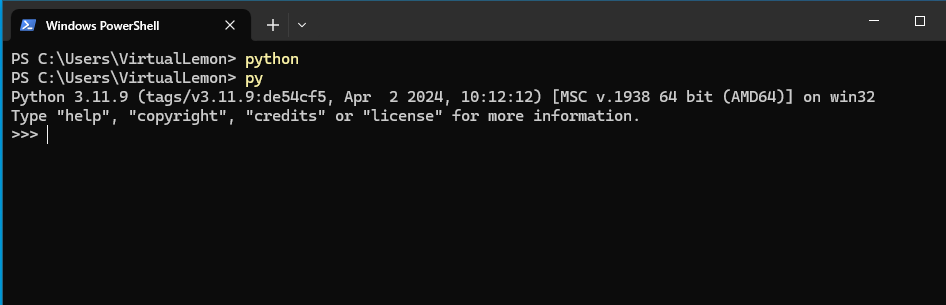 Windows PowerShell
PS C:\Users\VirtualLemon> python
PS C:\Users\VirtualLemon> py
Python 3.11.9 (tags/v3.11.9:de54cf5, Apr  2 2024, 10:12:12) [MSC v.1938 64 bit (AMD64)] on win32
Type "help", "copyright", "credits" or "license" for more information.
>>>